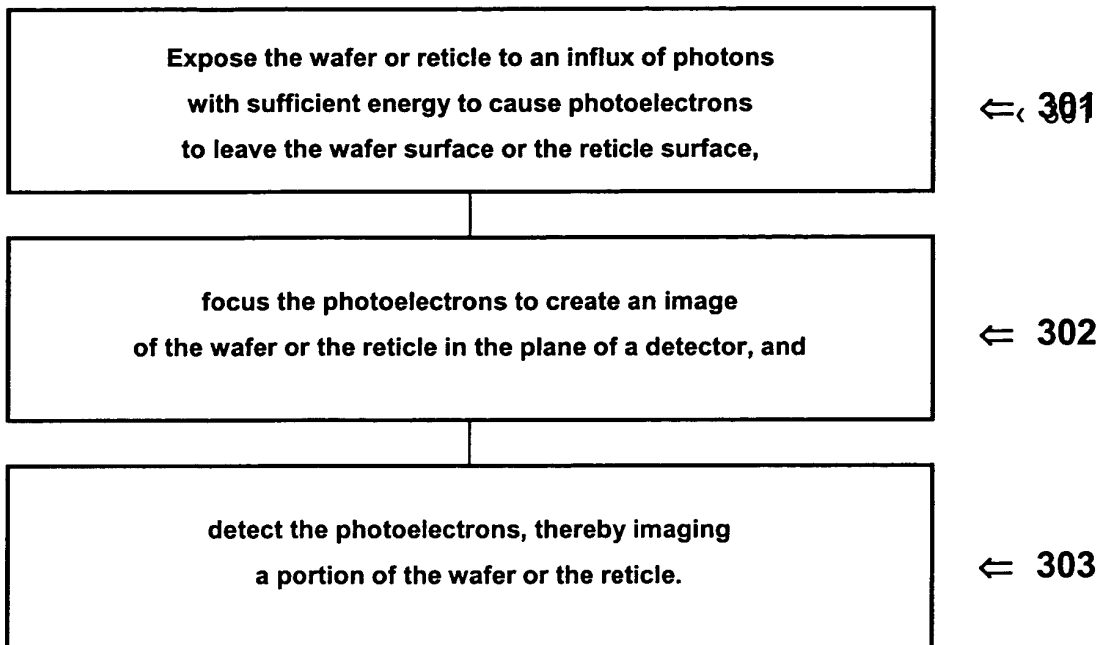 Expose the wafer or reticle to an influx of photons
with sufficient energy to cause photoelectrons
to leave the wafer surface or the reticle surface,
⇐ 301
focus the photoelectrons to create an image
of the wafer or the reticle in the plane of a detector, and
⇐ 302
detect the photoelectrons, thereby imaging
a portion of the wafer or the reticle.
⇐ 303